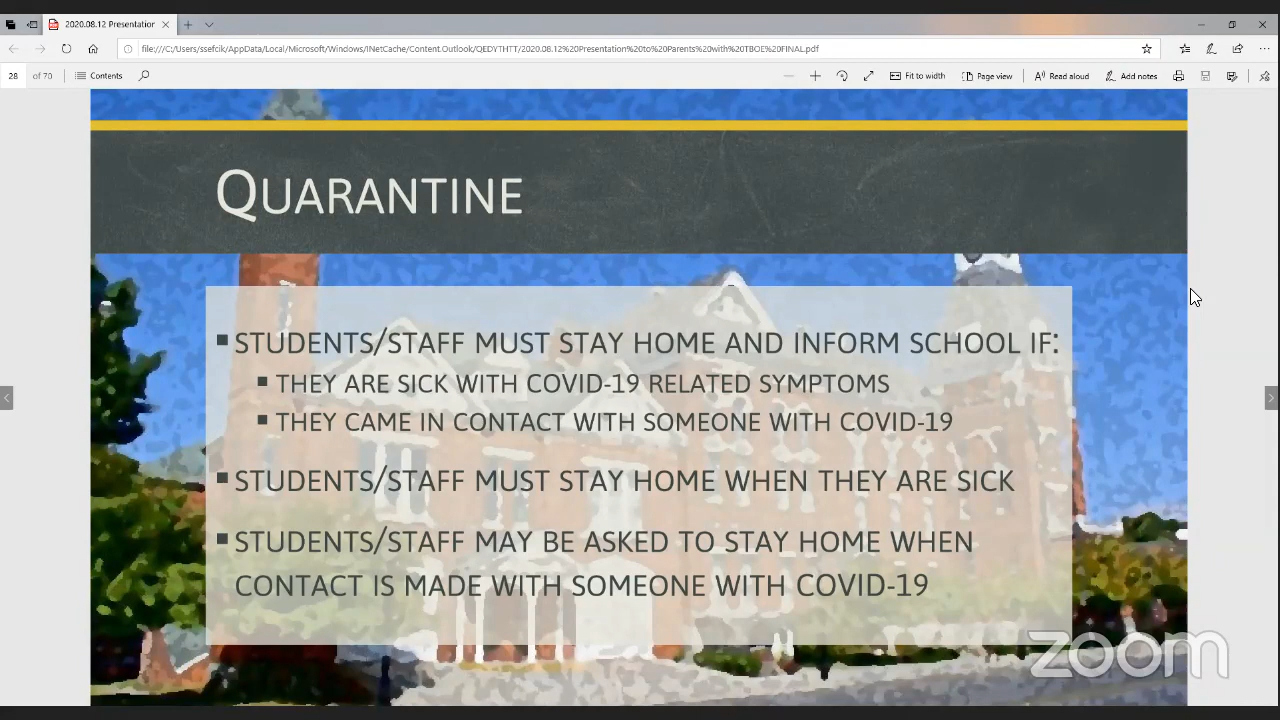 2020.08.12 Presentation
file:///C:/Users/ssefcik/AppData/Local/Microsoft/Windows/INetCache/Content.Outlook/QEDYHTT/2020.08.12%20Presentation%20to%20Parents%20with%20TBOE%20FINAL.pdf
28 of 70 Contents Fit to width Page view Read aloud Add notes
QUARANTINE
STUDENTS/STAFF MUST STAY HOME AND INFORM SCHOOL IF:
THEY ARE SICK WITH COVID-19 RELATED SYMPTOMS
THEY CAME IN CONTACT WITH SOMEONE WITH COVID-19
STUDENTS/STAFF MUST STAY HOME WHEN THEY ARE SICK
STUDENTS/STAFF MAY BE ASKED TO STAY HOME WHEN
CONTACT IS MADE WITH SOMEONE WITH COVID-19
zoom